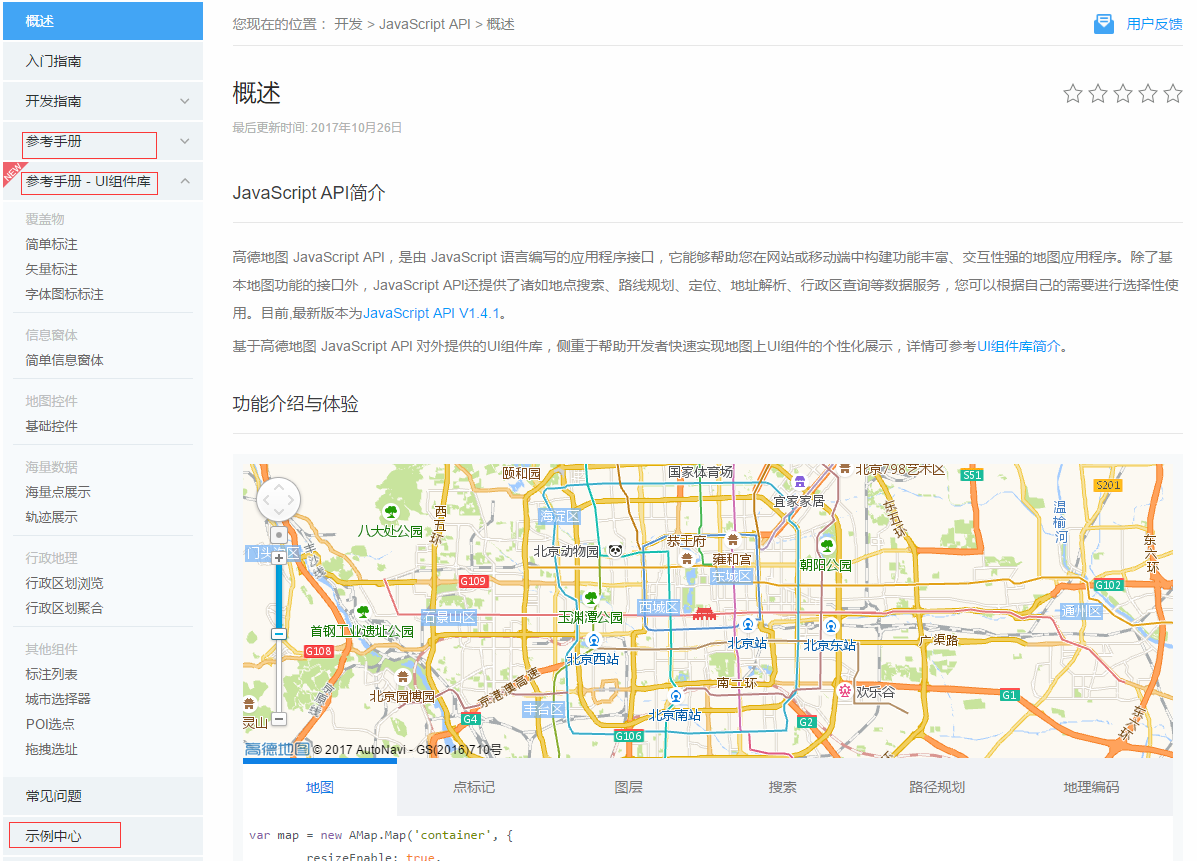 概述
入门指南
开发指南
参考手册
NEW
参考手册 - UI组件库
覆盖物
简单标注
矢量标注
字体图标标注
信息窗体
简单信息窗体
地图控件
基础控件
海量数据
海量点展示
轨迹展示
行政地理
行政区划浏览
行政区划聚合
其他组件
标注列表
城市选择器
POI选点
拖拽选址
常见问题
示例中心
您现在的位置： 开发 > JavaScript API > 概述
用户反馈
概述
最后更新时间: 2017年10月26日
JavaScript API简介
高德地图 JavaScript API，是由 JavaScript 语言编写的应用程序接口，它能够帮助您在网站或移动端中构建功能丰富、交互性强的地图应用程序。除了基
本地图功能的接口外，JavaScript API还提供了诸如地点搜索、路线规划、定位、地址解析、行政区查询等数据服务，您可以根据自己的需要进行选择性使
用。目前,最新版本为JavaScript API V1.4.1。
基于高德地图 JavaScript API 对外提供的UI组件库，侧重于帮助开发者快速实现地图上UI组件的个性化展示，详情可参考UI组件库简介。
功能介绍与体验
颐和园
国家体育场
北京798艺术区
S51
S201
宜家家居
八大处公园
西五环
海淀区
东五环
温榆河
北京动物园
恭王府
雍和宫
东城区
朝阳公园
东六环
G109
G102
西城区
玉渊潭公园
石景山区
通州区
首钢工业遗址公园
G108
北京西站
北京站
北京东站
广渠路
北京园博园
京港澳高速
南二环
欢乐谷
G1
灵山
G4
丰台区
北京南站
G2
G106
东六环
高德地图 © 2017 AutoNavi - GS(2016)710号
地图
点标记
图层
搜索
路径规划
地理编码
var map = new AMap.Map('container', {
resizeEnable: true,